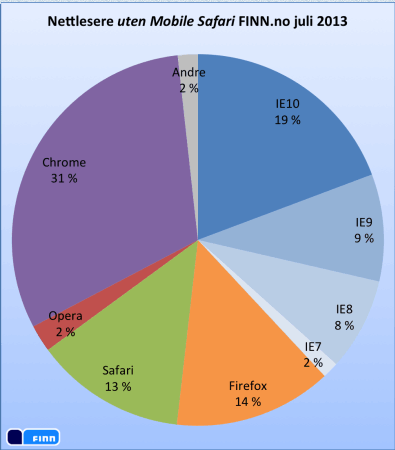 Nettlesere uten Mobile Safari FINN.no juli 2013
Andre
2 %
IE10
19 %
IE9
9 %
IE8
8 %
IE7
2 %
Firefox
14 %
Safari
13 %
Opera
2 %
Chrome
31 %
FINN